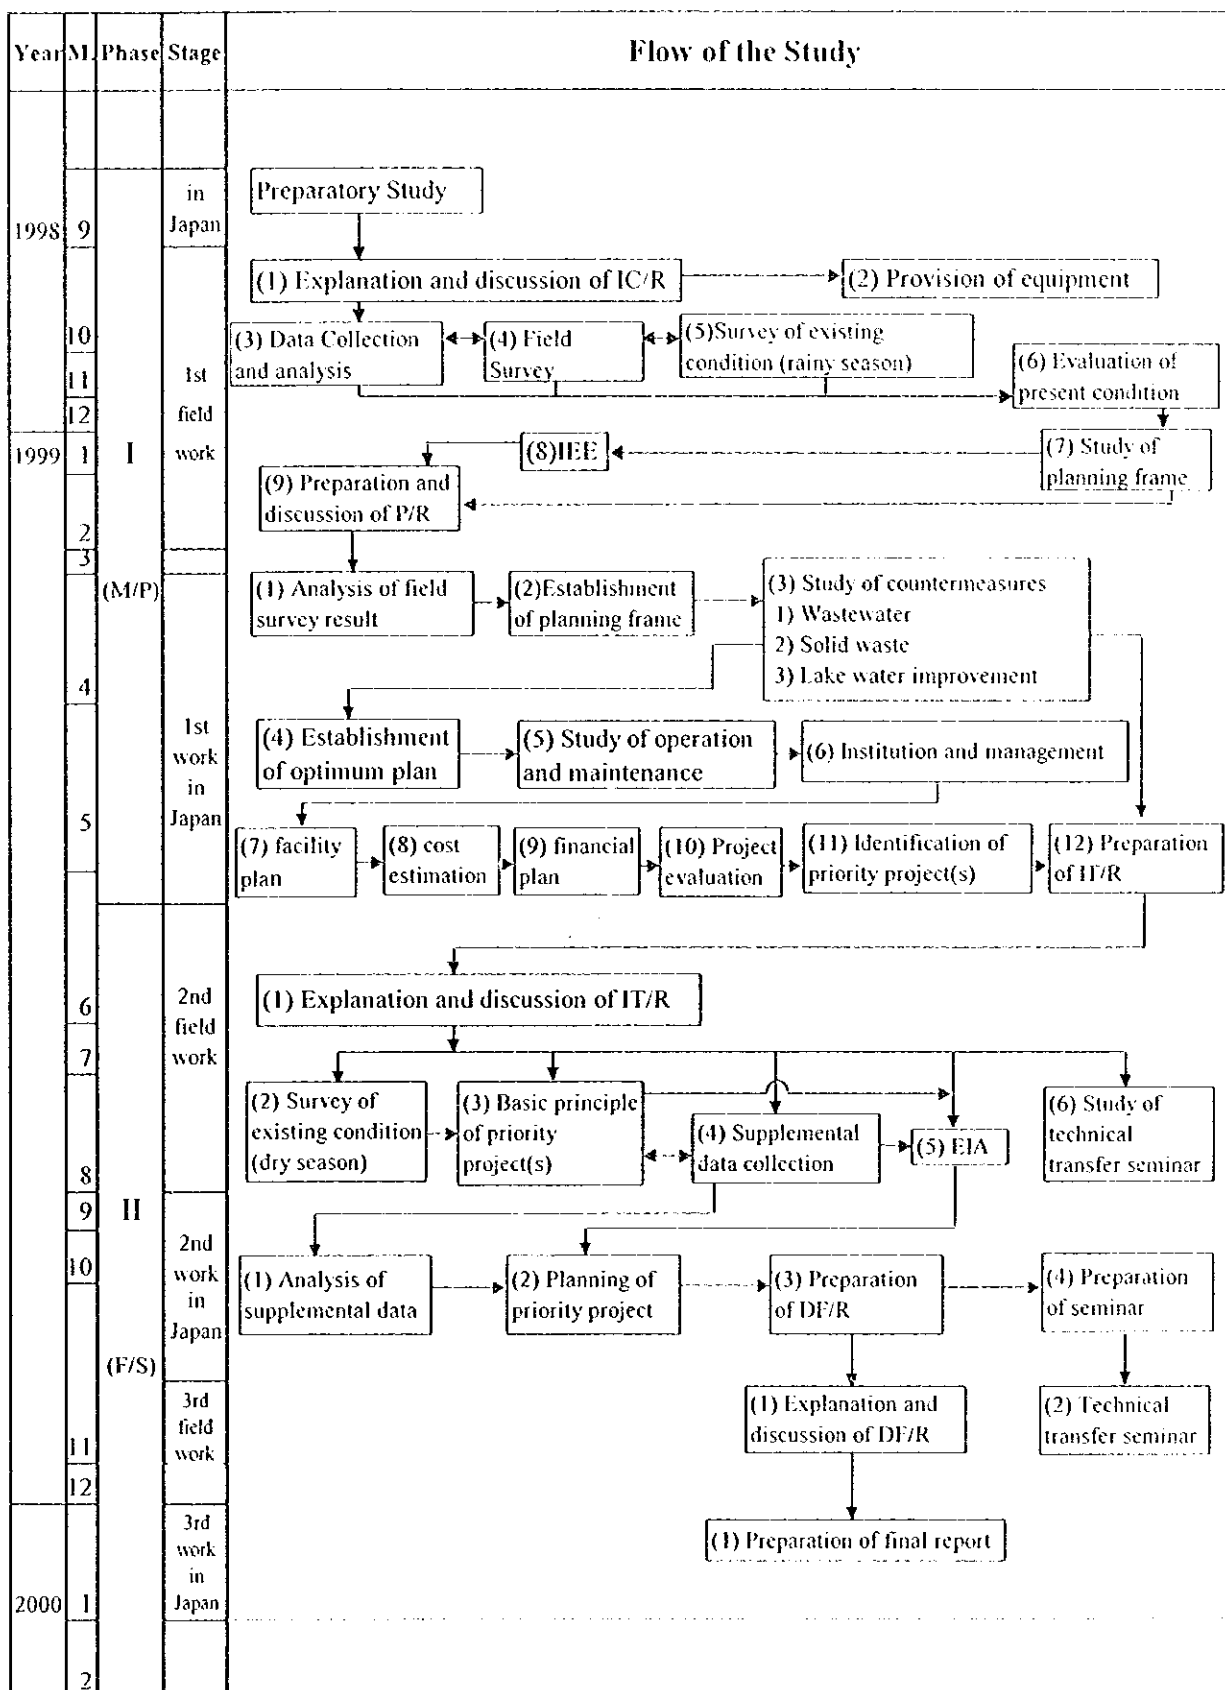 Year M. Phase Stage Flow of the Study
in
Japan
1998 9
Preparatory Study
(1) Explanation and discussion of IC/R
(2) Provision of equipment
10
11
12
1999 1
2
3
I
(M/P)
1st
field
work
(3) Data Collection
and analysis
(4) Field
Survey
(5)Survey of existing
condition (rainy season)
(6) Evaluation of
present condition
(7) Study of
planning frame
(8)IEE
(9) Preparation and
discussion of P/R
4
5
1st
work
in
Japan
(1) Analysis of field
survey result
(2)Establishment
of planning frame
(3) Study of countermeasures
1) Wastewater
2) Solid waste
3) Lake water improvement
(4) Establishment
of optimum plan
(5) Study of operation
and maintenance
(6) Institution and management
(7) facility
plan
(8) cost
estimation
(9) financial
plan
(10) Project
evaluation
(11) Identification of
priority project(s)
(12) Preparation
of IT/R
6
7
8
9
II
(F/S)
2nd
field
work
(1) Explanation and discussion of IT/R
(2) Survey of
existing condition
(dry season)
(3) Basic principle
of priority
project(s)
(4) Supplemental
data collection
(5) EIA
(6) Study of
technical
transfer seminar
10
2nd
work
in
Japan
(1) Analysis of
supplemental data
(2) Planning of
priority project
(3) Preparation
of DF/R
(4) Preparation
of seminar
11
12
3rd
field
work
(1) Explanation and
discussion of DF/R
(2) Technical
transfer seminar
3rd
work
in
Japan
(1) Preparation of final report
2000 1
2